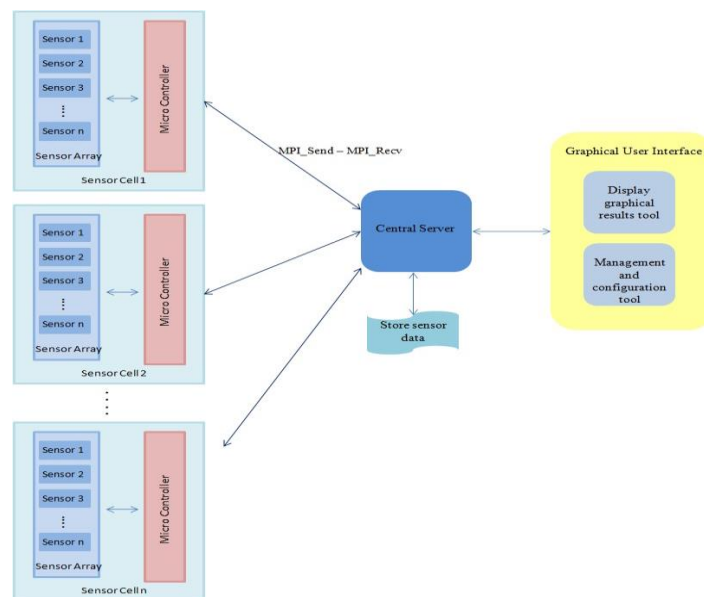 Sensor 1
Sensor 2
Sensor 3
Sensor n
Sensor Array
Micro Controller
Sensor Cell 1
MPI_Send – MPI_Recv
Sensor 1
Sensor 2
Sensor 3
Sensor n
Sensor Array
Micro Controller
Sensor Cell 2
Sensor 1
Sensor 2
Sensor 3
Sensor n
Sensor Array
Micro Controller
Sensor Cell n
Central Server
Store sensor
data
Graphical User Interface
Display
graphical
results tool
Management
and
configuration
tool